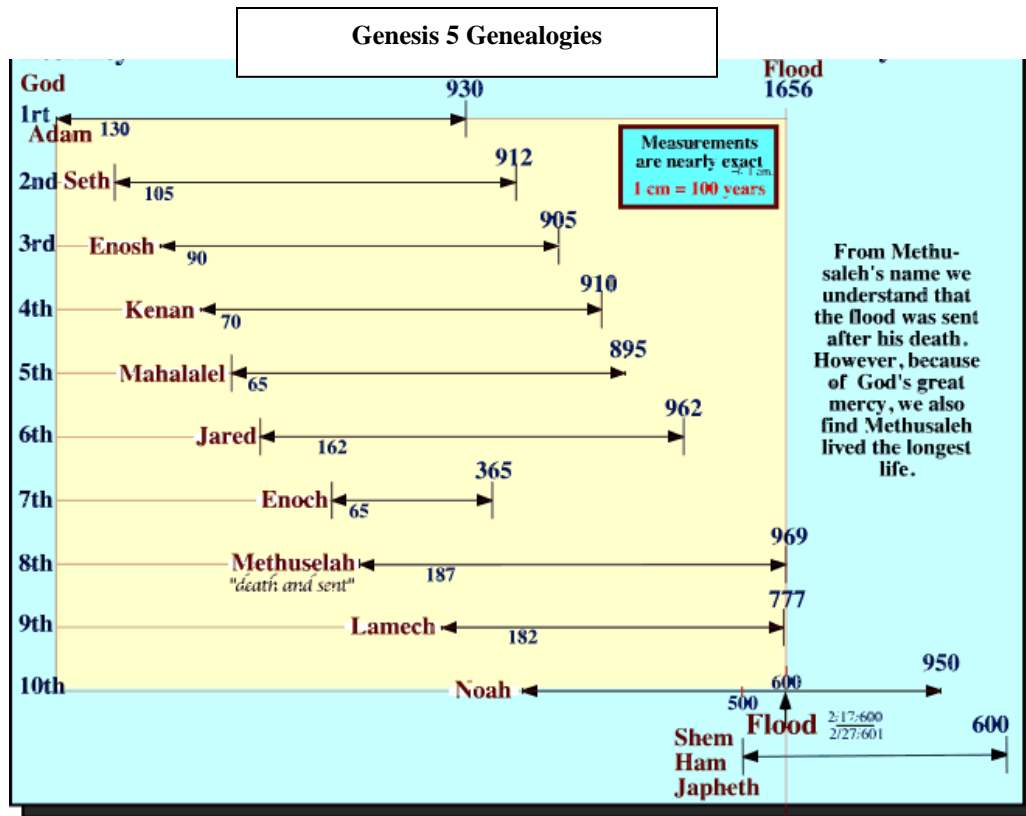 Genesis 5 Genealogies
God
Flood
930
1656
1rt
Adam 130
Measurements
are nearly exact
1 cm = 100 years
912
2nd Seth
105
905
3rd Enosh
90
From Methu-
saleh's name we
understand that
the flood was sent
after his death.
However, because
of God's great
mercy, we also
find Methusaleh
lived the longest
life.
910
4th Kenan
70
895
5th Mahalalel
65
962
6th Jared
162
365
7th Enoch
65
969
8th Methuselah
187
"death and sent"
777
9th Lamech
182
950
10th Noah
600
500
Flood 2/17/600
2/27/601
600
Shem
Ham
Japheth